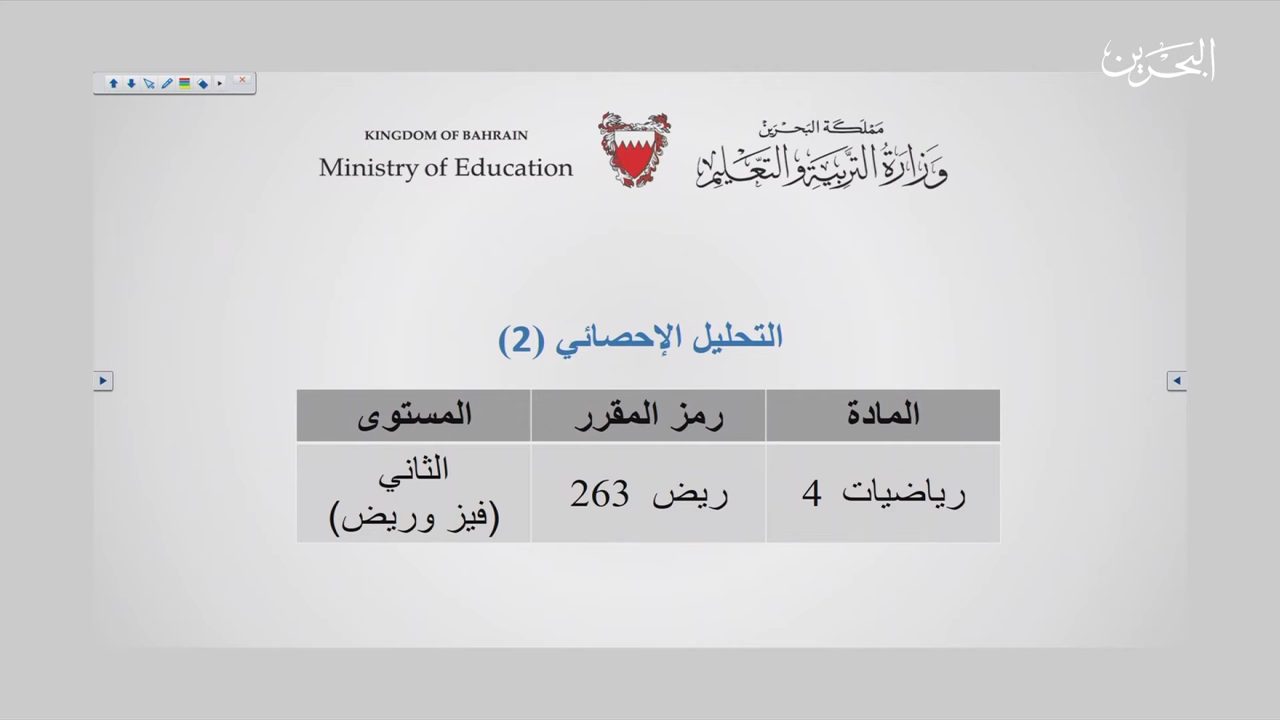 البحرين
KINGDOM OF BAHRAIN
Ministry of Education
مملكة البحرين
وزارة التربية والتعليم
التحليل الإحصائي (2)
المادة رمز المقرر المستوى
رياضيات 4 ريض 263 الثاني
(فيز وريض)